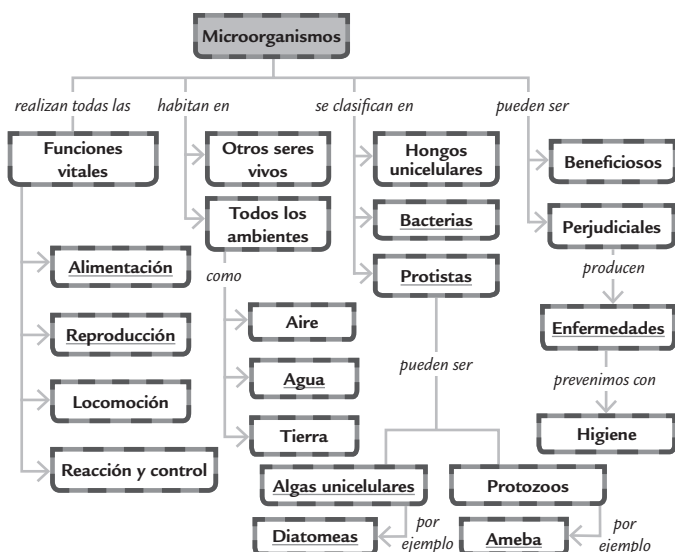 Microorganismos
realizan todas las
Funciones
vitales
Alimentación
Reproducción
Locomoción
Reacción y control
habitan en
Otros seres
vivos
Todos los
ambientes
como
Aire
Agua
Tierra
se clasifican en
Hongos
unicelulares
Bacterias
Protistas
pueden ser
Algas unicelulares
por
ejemplo
Diatomeas
Protozoos
por
ejemplo
Ameba
pueden ser
Beneficiosos
Perjudiciales
producen
Enfermedades
prevenimos con
Higiene